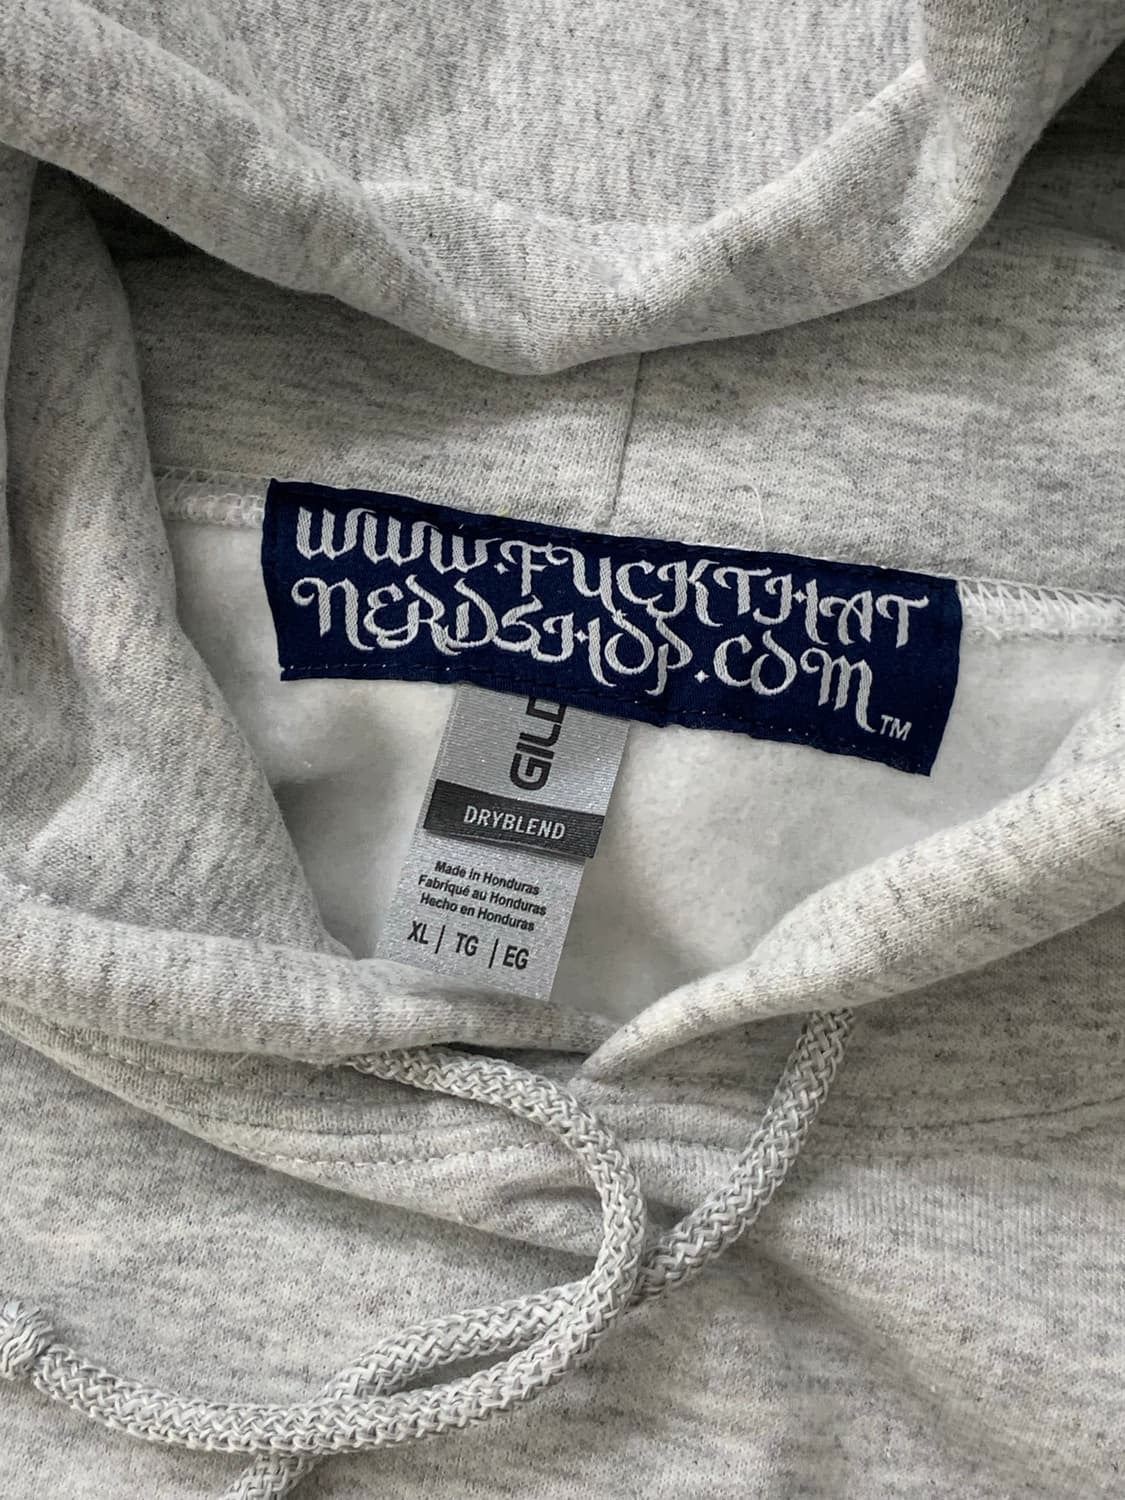 WWW.FUCKTHAT
NERDSHOP.COM
TM
DRYBLEND
Made in Honduras
Fabriqué au Honduras
Hecho en Honduras
XL | TG | EG